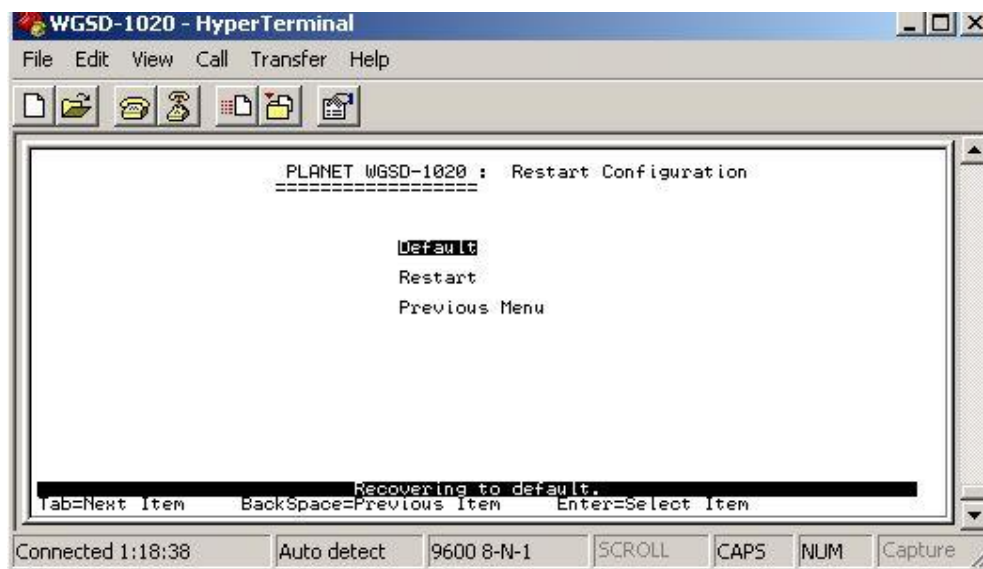 WGSD-1020 - HyperTerminal
File Edit View Call Transfer Help
PLANET WGSD-1020 : Restart Configuration
==================
Default
Restart
Previous Menu
Recovering to default.
Tab=Next Item BackSpace=Previous Item Enter=Select Item
Connected 1:18:38 Auto detect 9600 8-N-1 SCROLL CAPS NUM Capture